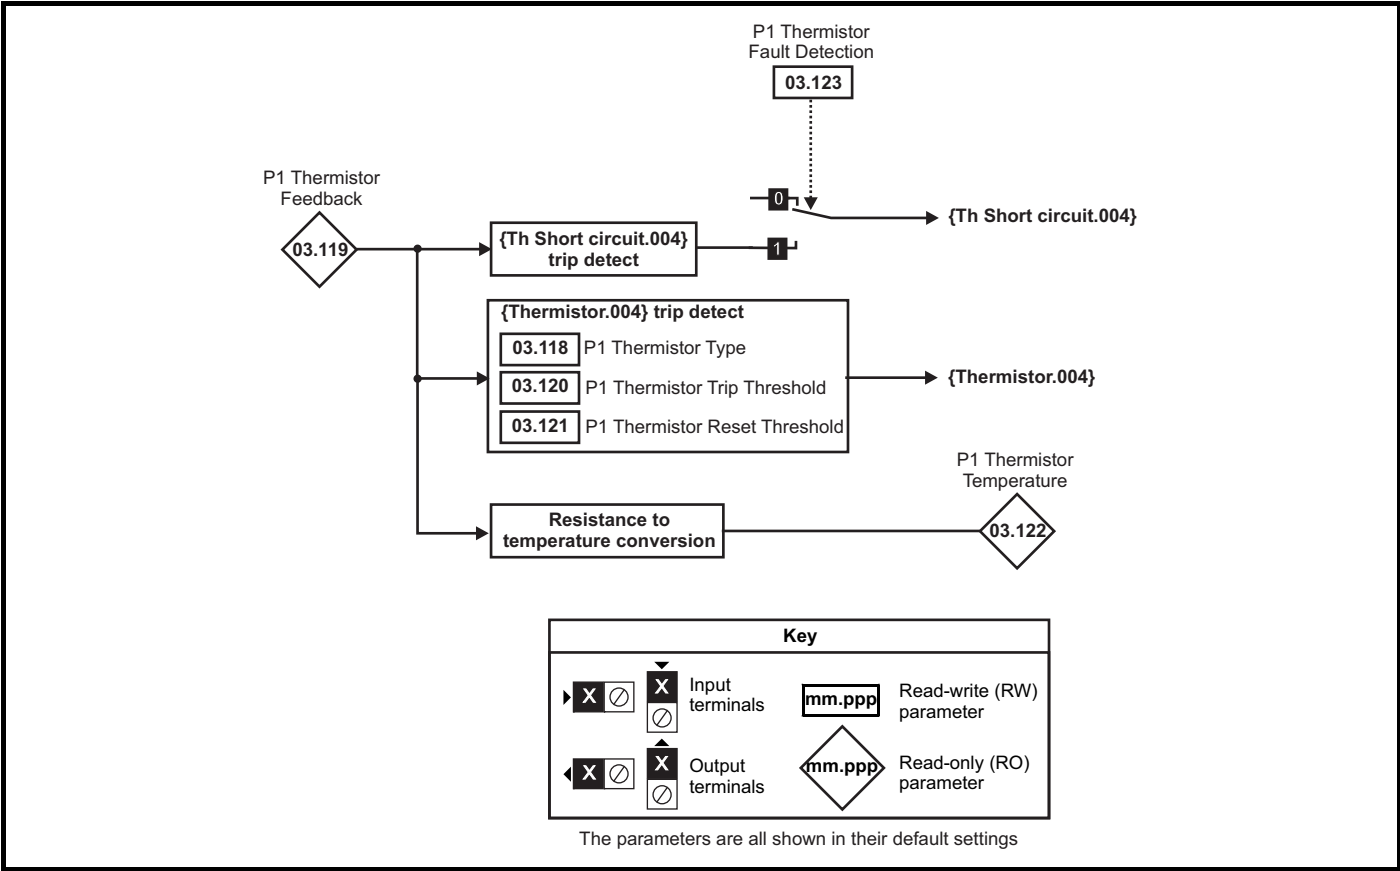 P1 Thermistor
Fault Detection
03.123
P1 Thermistor
Feedback
03.119
0
{Th Short circuit.004}
{Th Short circuit.004}
trip detect
1
{Thermistor.004} trip detect
03.118 P1 Thermistor Type
03.120 P1 Thermistor Trip Threshold
03.121 P1 Thermistor Reset Threshold
{Thermistor.004}
P1 Thermistor
Temperature
03.122
Resistance to
temperature conversion
Key
X
X
Input
terminals
mm.ppp
Read-write (RW)
parameter
X
X
Output
terminals
mm.ppp
Read-only (RO)
parameter
The parameters are all shown in their default settings